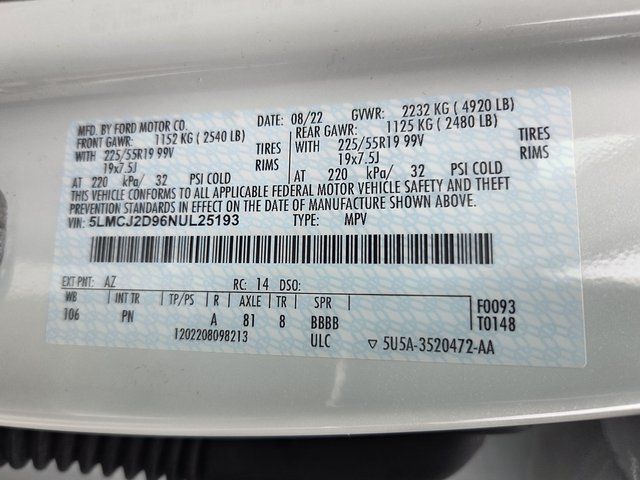 MFD. BY FORD MOTOR CO. DATE: 08/22 GVWR: 2232 KG ( 4920 LB)
FRONT GAWR: 1152 KG ( 2540 LB) REAR GAWR: 1125 KG ( 2480 LB)
WITH 225/55R19 99V TIRES WITH 225/55R19 99V TIRES
19x7.5J RIMS 19x7.5J RIMS
AT 220 kPa/ 32 PSI COLD AT 220 kPa/ 32 PSI COLD
THIS VEHICLE CONFORMS TO ALL APPLICABLE FEDERAL MOTOR VEHICLE SAFETY AND THEFT
PREVENTION STANDARDS IN EFFECT ON THE DATE OF MANUFACTURE SHOWN ABOVE.
VIN: 5LMCJ2D96NUL25193 TYPE: MPV
EXT PNT: AZ RC: 14 DSO:
WB INT TR TP/PS R AXLE TR SPR F0093
106 PN A 81 8 BBBB T0148
1202208098213 ULC ▽ 5U5A-3520472-AA